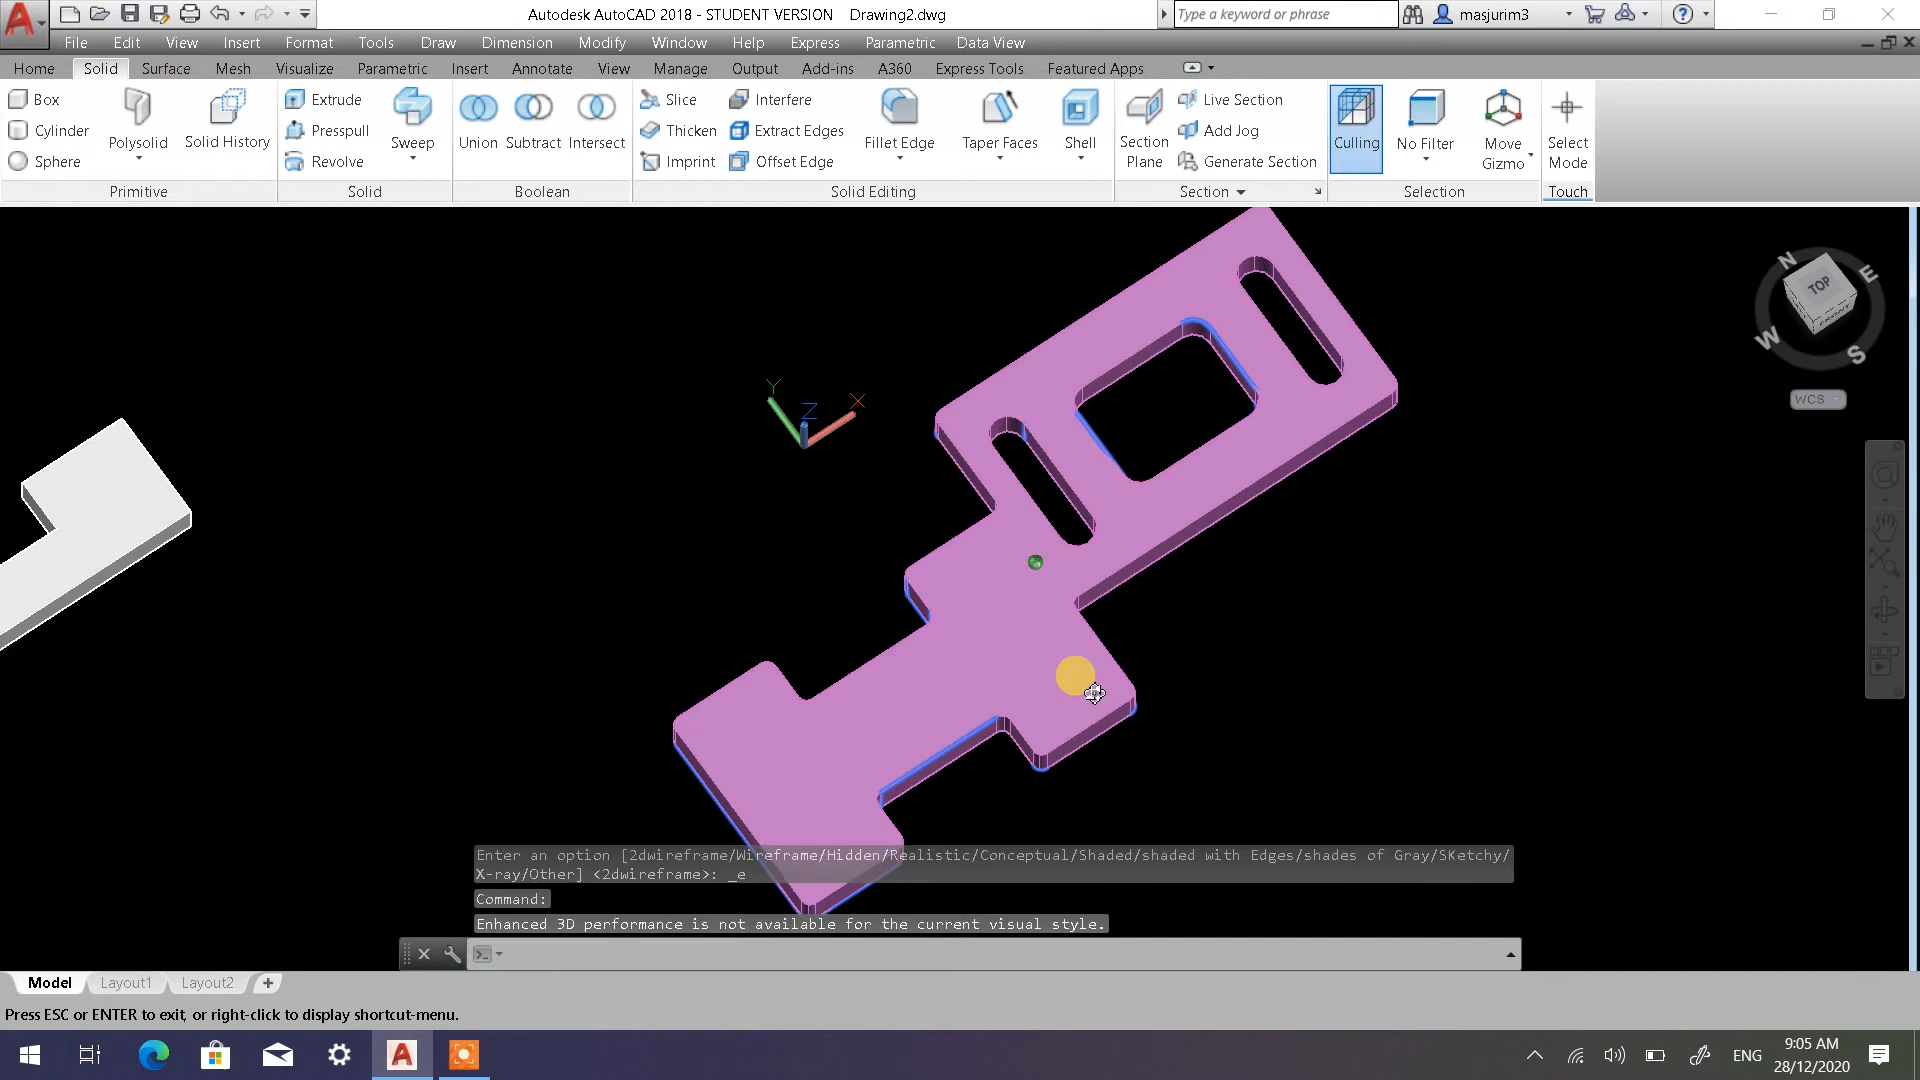 Autodesk AutoCAD 2018 - STUDENT VERSION    Drawing2.dwg
Type a keyword or phrase
masjurim3
File Edit View Insert Format Tools Draw Dimension Modify Window Help Express Parametric Data View
Home Solid Surface Mesh Visualize Parametric Insert Annotate View Manage Output Add-ins A360 Express Tools Featured Apps
Box
Cylinder
Sphere
Polysolid
Solid History
Primitive
Extrude
Presspull
Revolve
Sweep
Solid
Union
Subtract
Intersect
Boolean
Slice
Thicken
Imprint
Interfere
Extract Edges
Offset Edge
Fillet Edge
Taper Faces
Shell
Solid Editing
Section
Plane
Live Section
Add Jog
Generate Section
Section
Culling
No Filter
Move
Gizmo
Selection
Select
Mode
Touch
N
E
TOP
FRONT
W
S
WCS
Y
Z
X
Enter an option [2dwireframe/Wireframe/Hidden/Realistic/Conceptual/Shaded/shaded with Edges/shades of Gray/SKetchy/
X-ray/Other] <2dwireframe>: _e
Command:
Enhanced 3D performance is not available for the current visual style.
Model Layout1 Layout2 +
Press ESC or ENTER to exit, or right-click to display shortcut-menu.
ENG
9:05 AM
28/12/2020